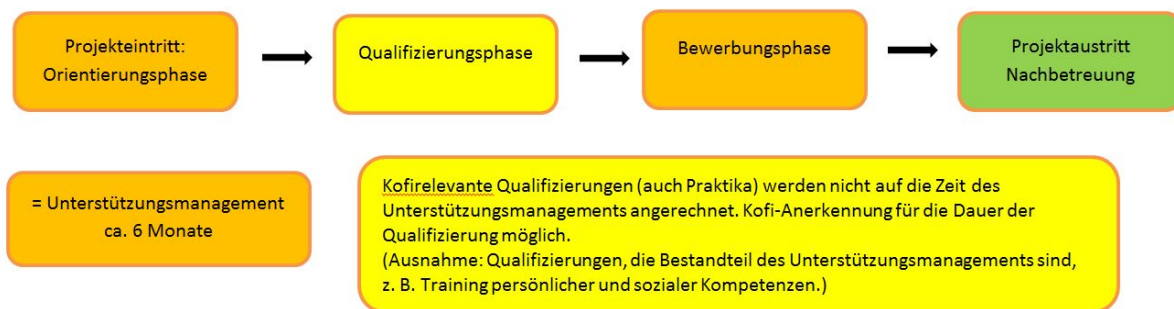 Projekteintritt:
Orientierungsphase
Qualifizierungsphase
Bewerbungsphase
Projektaustritt
Nachbetreuung
= Unterstützungsmanagement
ca. 6 Monate
Kofirelevante Qualifizierungen (auch Praktika) werden nicht auf die Zeit des
Unterstützungsmanagements angerechnet. Kofi-Anerkennung für die Dauer der
Qualifizierung möglich.
(Ausnahme: Qualifizierungen, die Bestandteil des Unterstützungsmanagements sind,
z. B. Training persönlicher und sozialer Kompetenzen.)